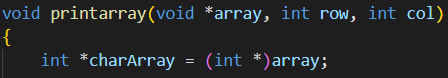 void printarray(void *array, int row, int col)
{
    int *charArray = (int *)array;